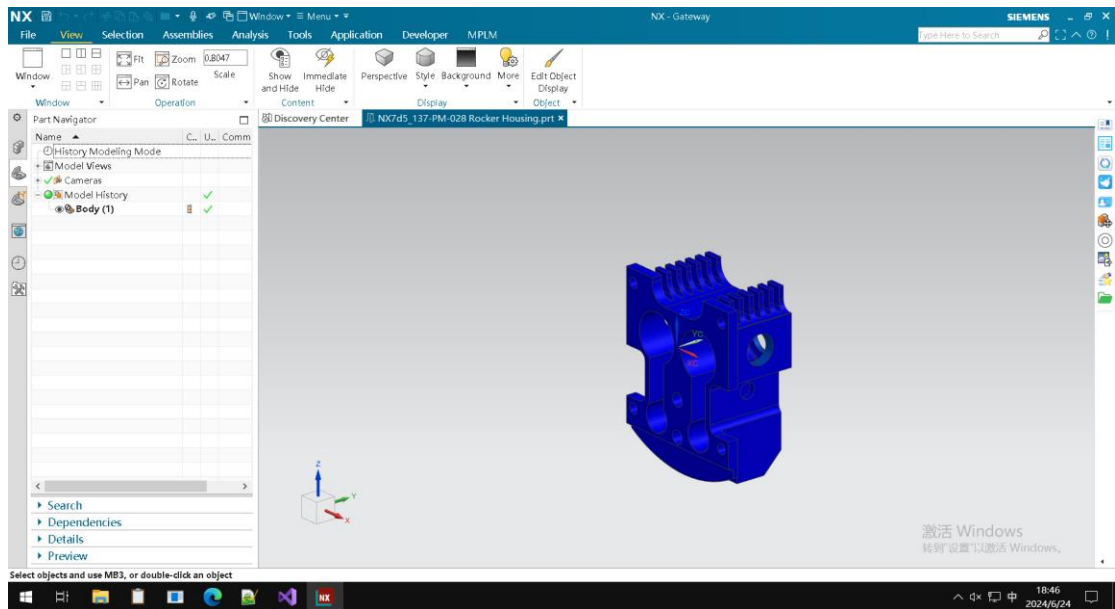 NX Window Menu NX - Gateway SIEMENS
File View Selection Assemblies Analysis Tools Application Developer MPLM Type Here to Search
Window Fit Zoom 0.8047 Show and Hide Immediate Hide Perspective Style Background More Edit Object Display
Pan Rotate Scale
Window Operation Content Display Object
Part Navigator Discovery Center NX7d5_137-PM-028 Rocker Housing.prt
Name C... U... Comm
History Modeling Mode
Model Views
Cameras
Model History
Body (1)
ZC
YC
XC
Z
Y
X
Search
Dependencies
Details
Preview
激活 Windows
转到"设置"以激活 Windows。
Select objects and use MB3, or double-click an object
NX 中 18:46
2024/6/24